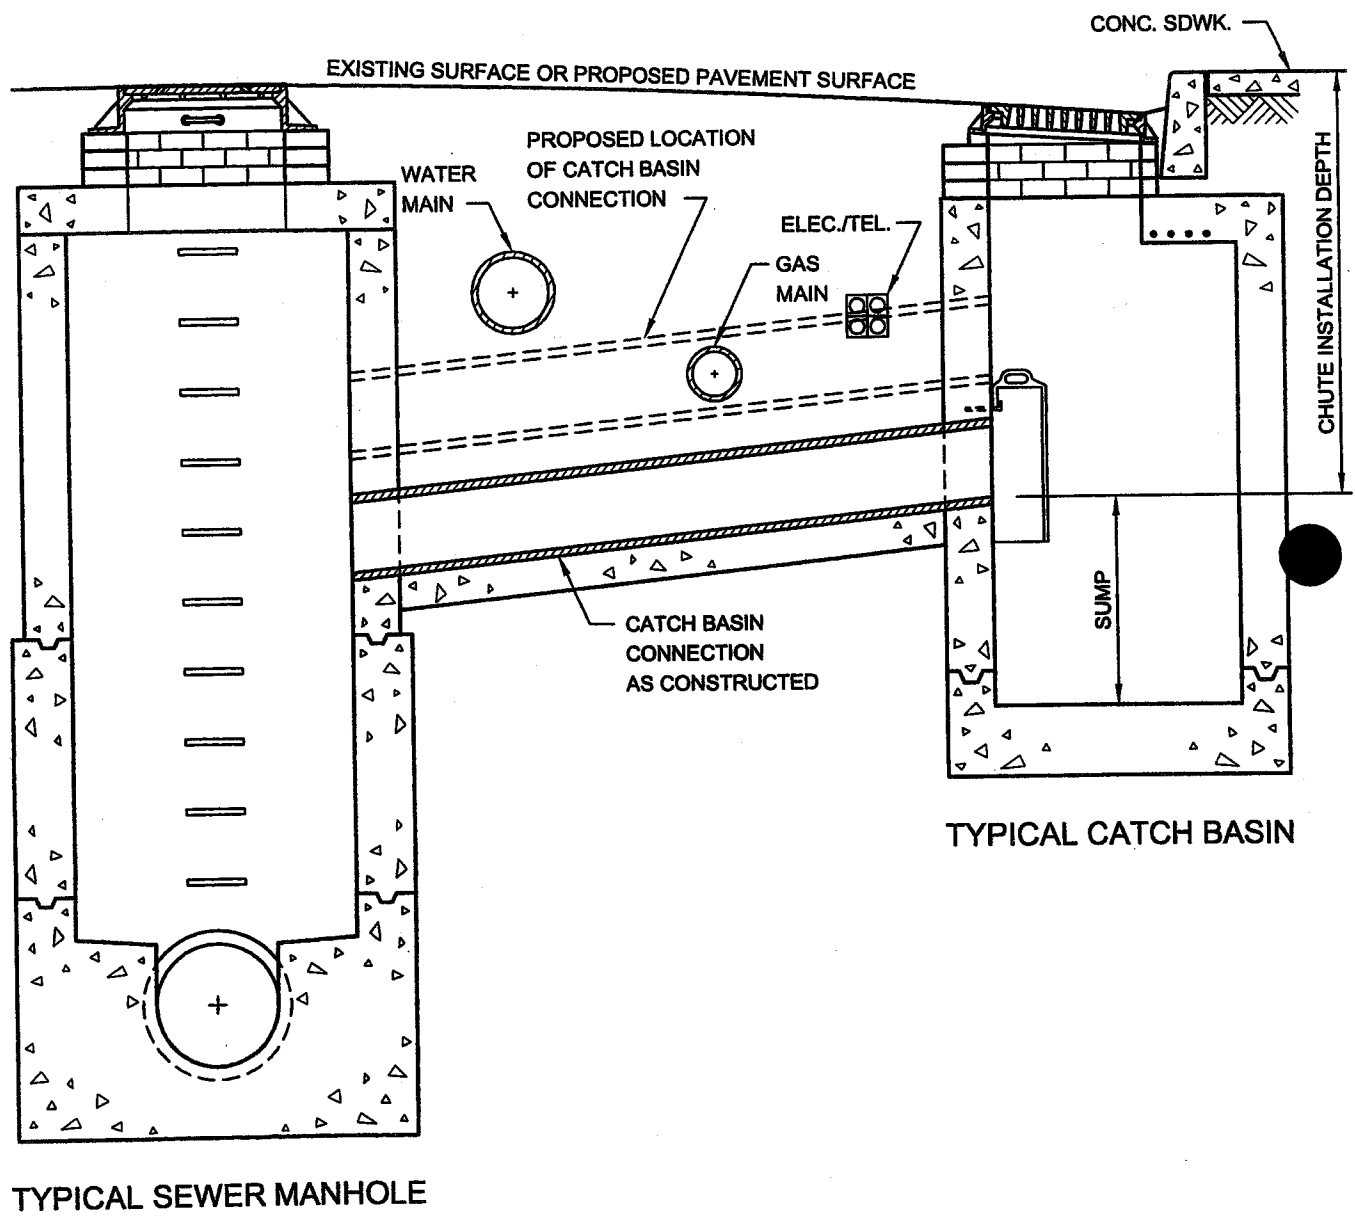 CONC. SDWK.
EXISTING SURFACE OR PROPOSED PAVEMENT SURFACE
PROPOSED LOCATION
OF CATCH BASIN
CONNECTION
WATER
MAIN
ELEC./TEL.
GAS
MAIN
CHUTE INSTALLATION DEPTH
SUMP
CATCH BASIN
CONNECTION
AS CONSTRUCTED
TYPICAL CATCH BASIN
TYPICAL SEWER MANHOLE